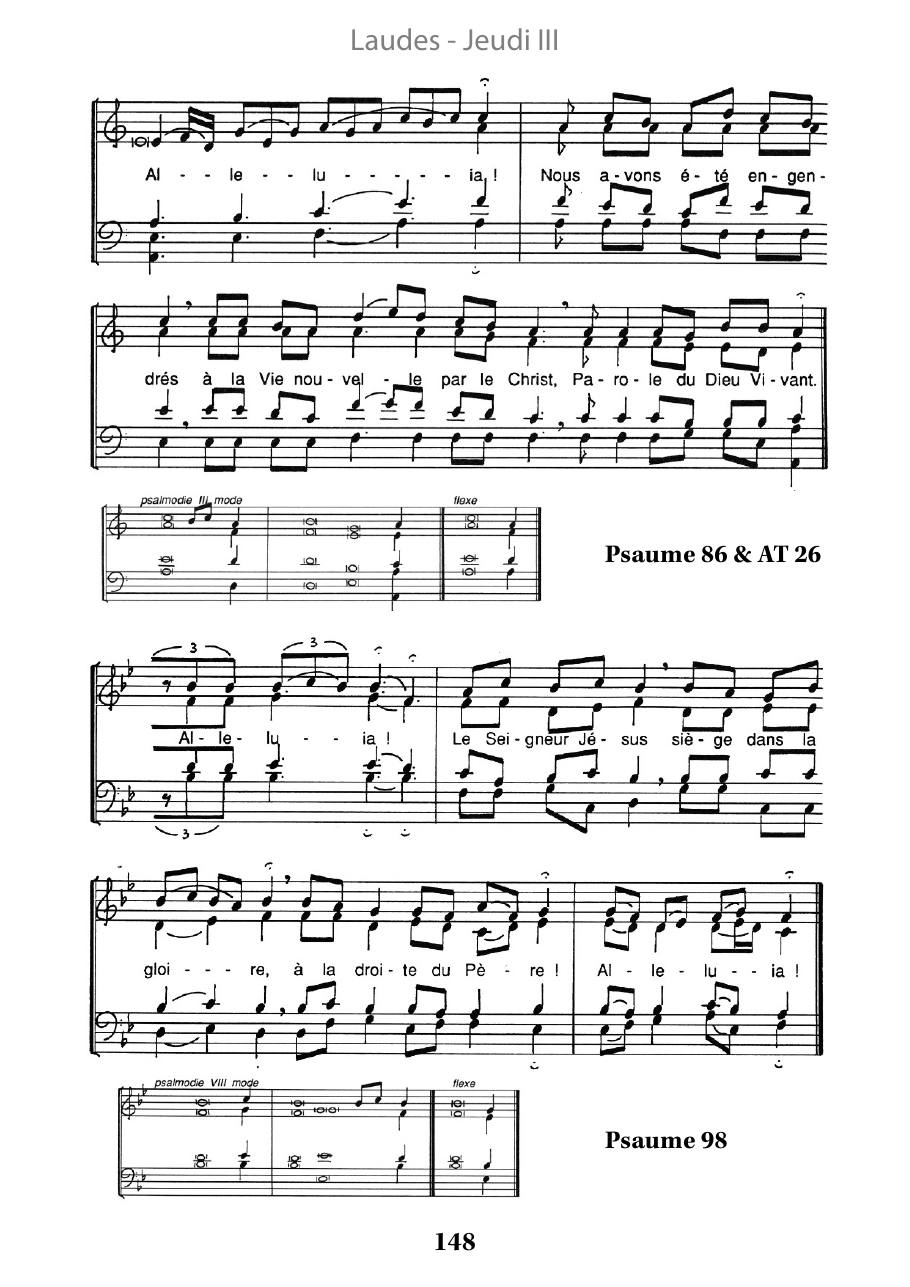 Laudes - Jeudi III
Al - - le - - lu - - - - - ia ! Nous a - vons é - té en - gen -
drés à la Vie nou - vel - - le par le Christ, Pa - ro - le du Dieu Vi - vant.
psalmodie III mode flexe
Psaume 86 & AT 26
3 3
Al - le - lu - - - ia ! Le Sei - gneur Jé - sus siè - ge dans la
3
gloi - - - re, à la droi - te du Pè - re ! Al - le - lu - - ia !
psalmodie VIII mode flexe
Psaume 98
148